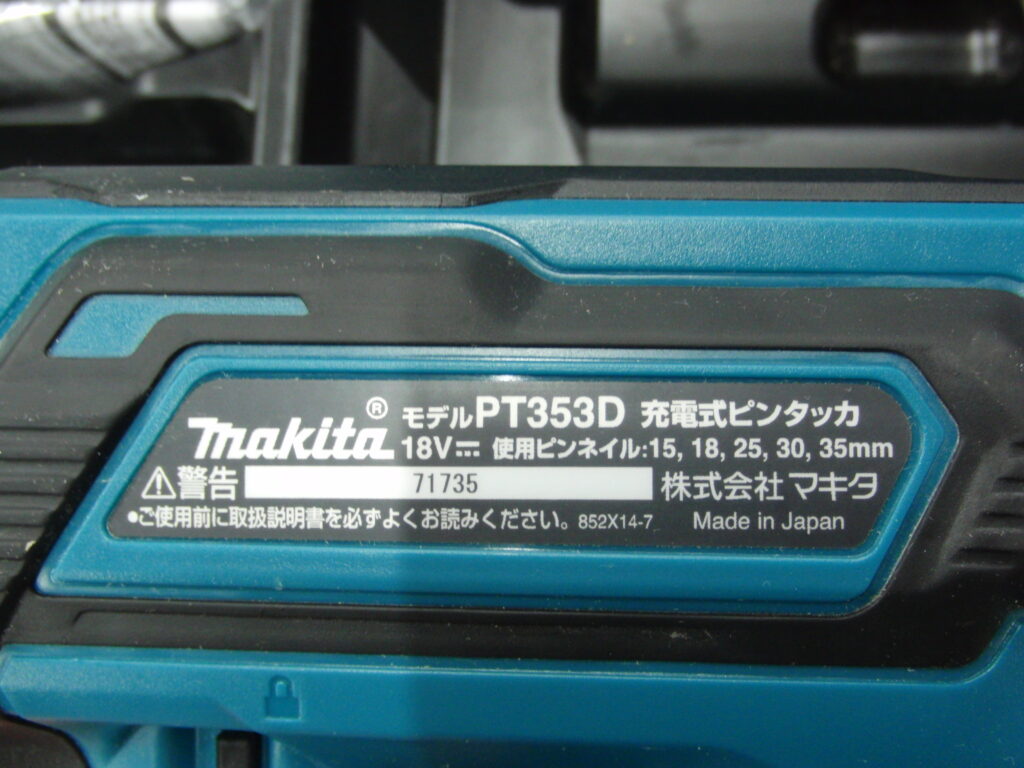 makita® モデルPT353D 充電式ピンタッカ
18V⎓ 使用ピンネイル:15, 18, 25, 30, 35mm
⚠警告 71735 株式会社マキタ
●ご使用前に取扱説明書を必ずよくお読みください。 852X14-7 Made in Japan